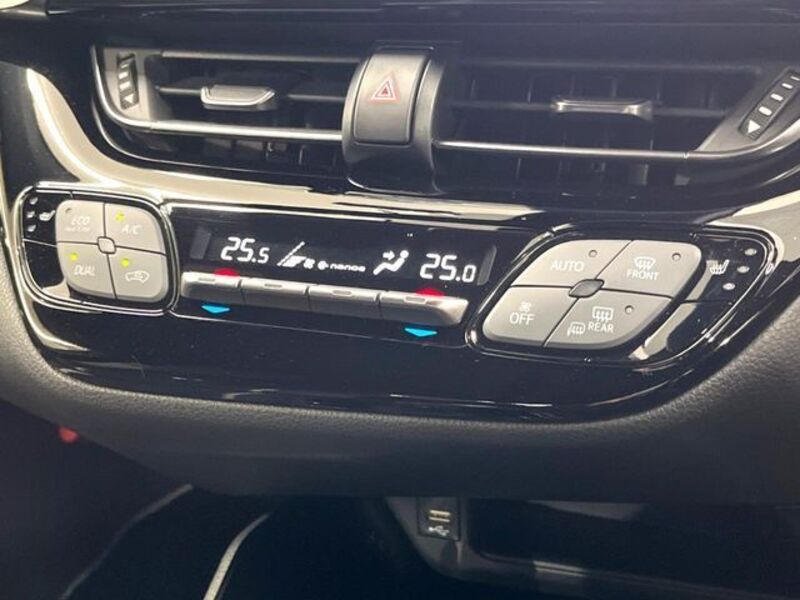 ECO
A/C
DUAL
25.5
nanoe
25.0
AUTO
FRONT
OFF
REAR